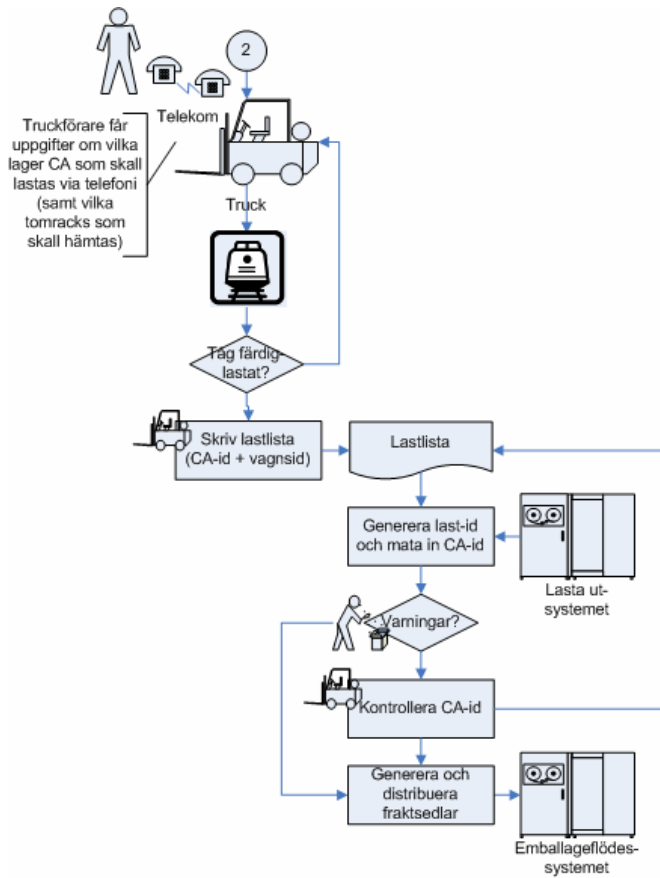 2
Telekom
Truckförare får
uppgifter om vilka
lager CA som skall
lastas via telefoni
(samt vilka
tomracks som
skall hämtas)
Truck
Tåg färdig-
lastat?
Skriv lastlista
(CA-id + vagnsid)
Lastlista
Generera last-id
och mata in CA-id
Lasta ut-
systemet
Varningar?
Kontrollera CA-id
Generera och
distribuera
fraktsedlar
Emballageflödes-
systemet